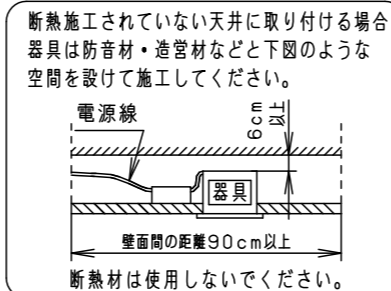 断熱施工されていない天井に取り付ける場合
器具は防音材・造営材などと下図のような
空間を設けて施工してください。
電源線
6cm
以上
器具
壁面間の距離90cm以上
断熱材は使用しないでください。